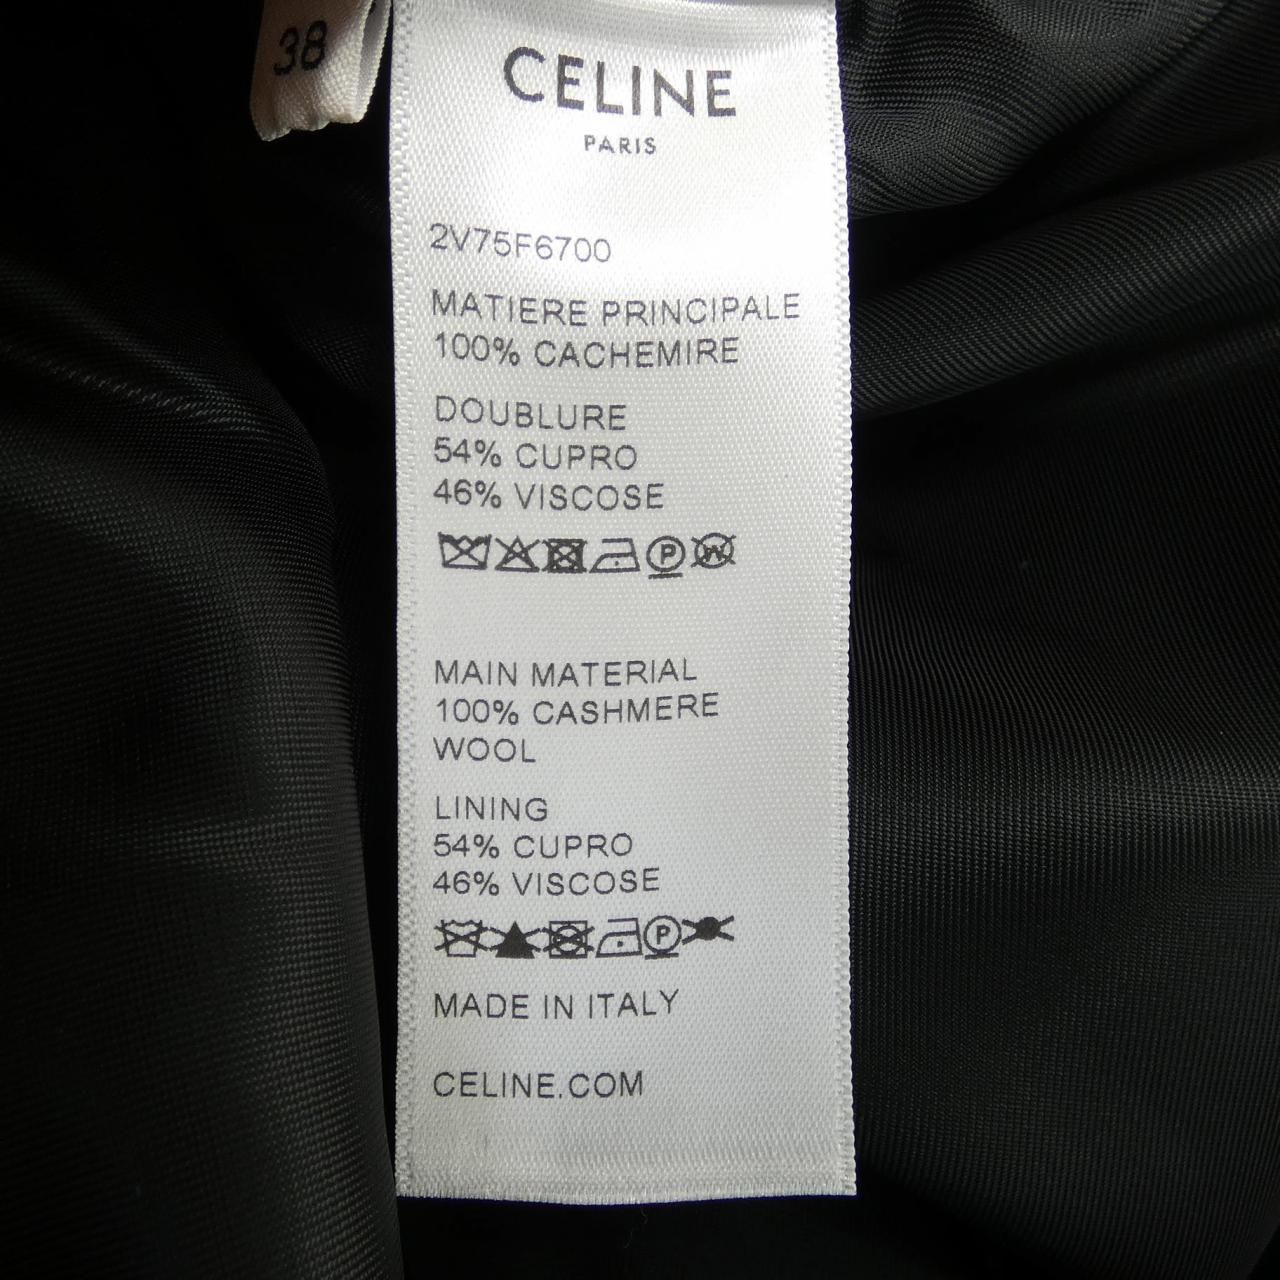 38
CELINE
PARIS
2V75F6700
MATIERE PRINCIPALE
100% CACHEMIRE
DOUBLURE
54% CUPRO
46% VISCOSE
P W
MAIN MATERIAL
100% CASHMERE
WOOL
LINING
54% CUPRO
46% VISCOSE
P
MADE IN ITALY
CELINE.COM